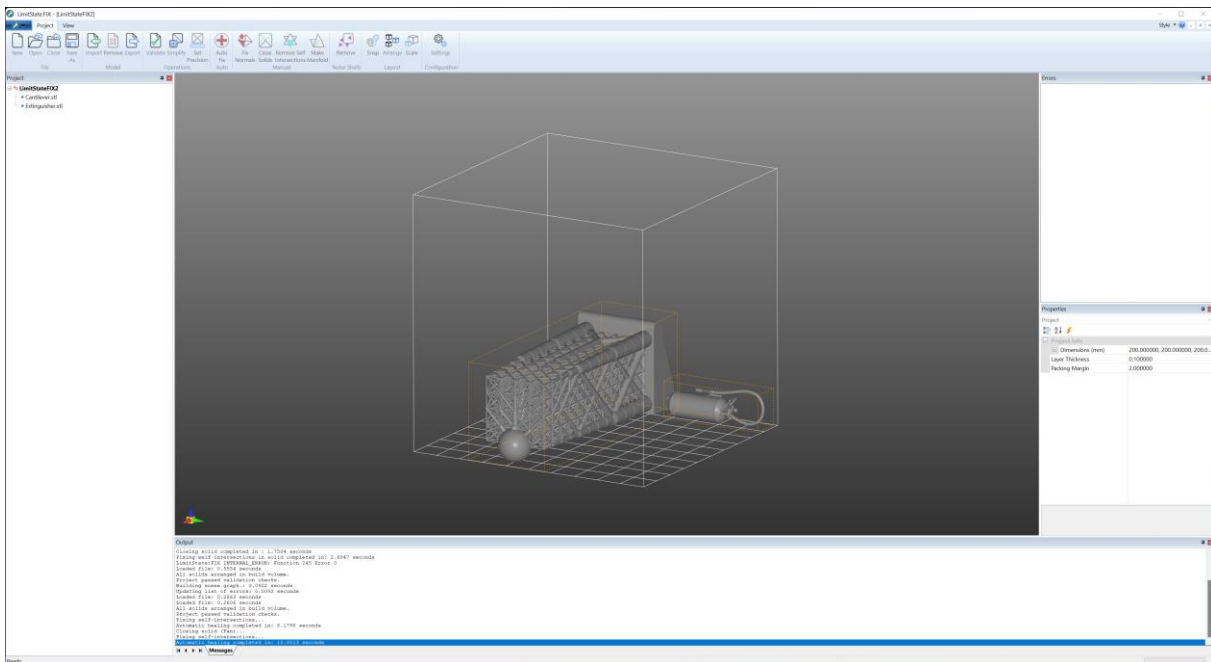 LimitState:FIX - [LimitStateFIX2]
Project View
Style
New Open Close Save As Import Remove Export Validate Simplify Set Precision Auto Fix Fix Normals Close Solids Remove Self Intersections Make Manifold Remove Snap Arrange Scale Settings
File Model Operations Auto Manual Noise Shells Layout Configuration
Project
LimitStateFIX2
Cantilever.stl
Extinguisher.stl
Errors
Properties
Project
Project Info
Dimensions (mm) 200.000000, 200.000000, 200.0...
Layer Thickness 0.100000
Packing Margin 2.000000
Output
Closing solid completed in : 1.7504 seconds
Fixing self intersections in solid completed in: 2.6947 seconds
LimitState:FIX INTERNAL_ERROR: Function 245 Error 0
Loaded file: 0.5554 seconds
All solids arranged in build volume.
Project passed validation checks.
Building scene graph.: 0.0402 seconds
Updating list of errors: 0.0092 seconds
Loaded file: 0.2863 seconds
Loaded file: 0.2606 seconds
All solids arranged in build volume.
Project passed validation checks.
Fixing self-intersections...
Automatic healing completed in: 8.1798 seconds
Closing solid (Fan)...
Fixing self-intersections...
Automatic healing completed in: 13.0013 seconds
Messages
Ready